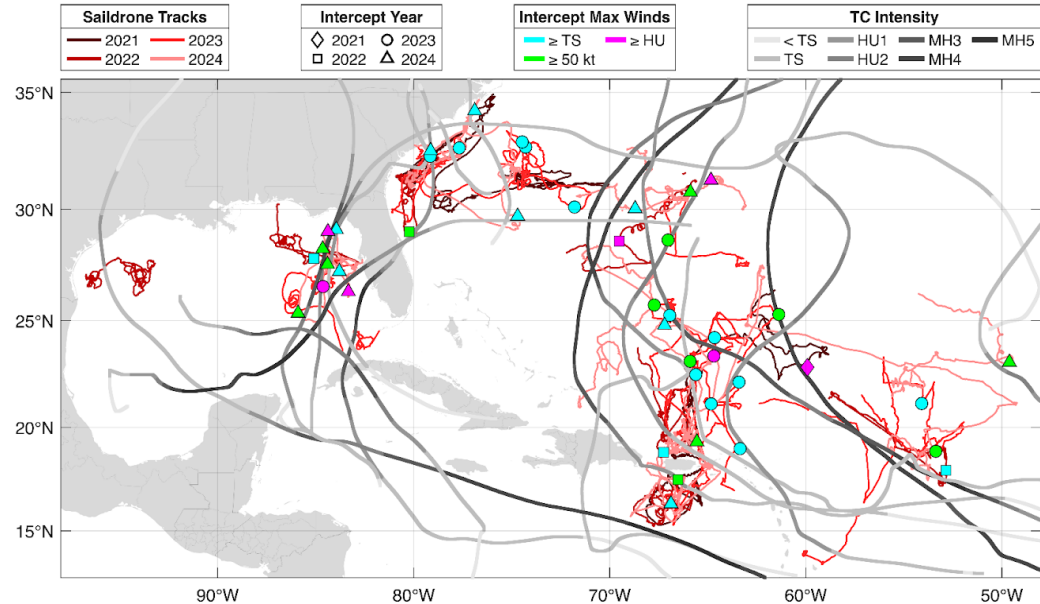 Saildrone Tracks
2021 2023
2022 2024
Intercept Year
2021 2023
2022 2024
Intercept Max Winds
≥ TS ≥ HU
≥ 50 kt
TC Intensity
< TS HU1 MH3 MH5
TS HU2 MH4
35°N
30°N
25°N
20°N
15°N
90°W 80°W 70°W 60°W 50°W